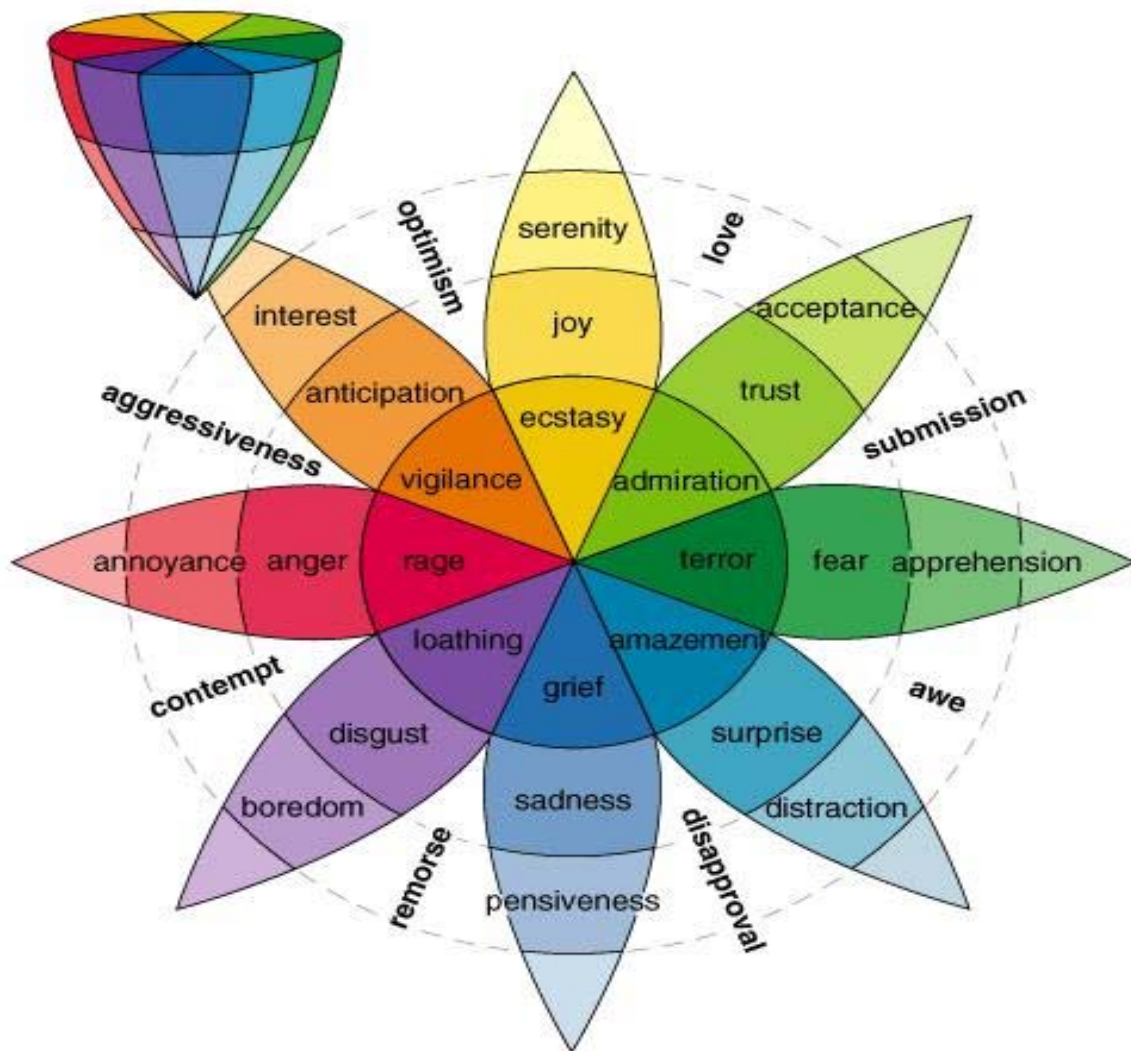 optimism
serenity
love
interest
joy
acceptance
anticipation
trust
aggressiveness
ecstasy
submission
vigilance
admiration
annoyance
anger
rage
terror
fear
apprehension
loathing
amazement
contempt
grief
awe
disgust
surprise
boredom
sadness
distraction
remorse
disapproval
pensiveness